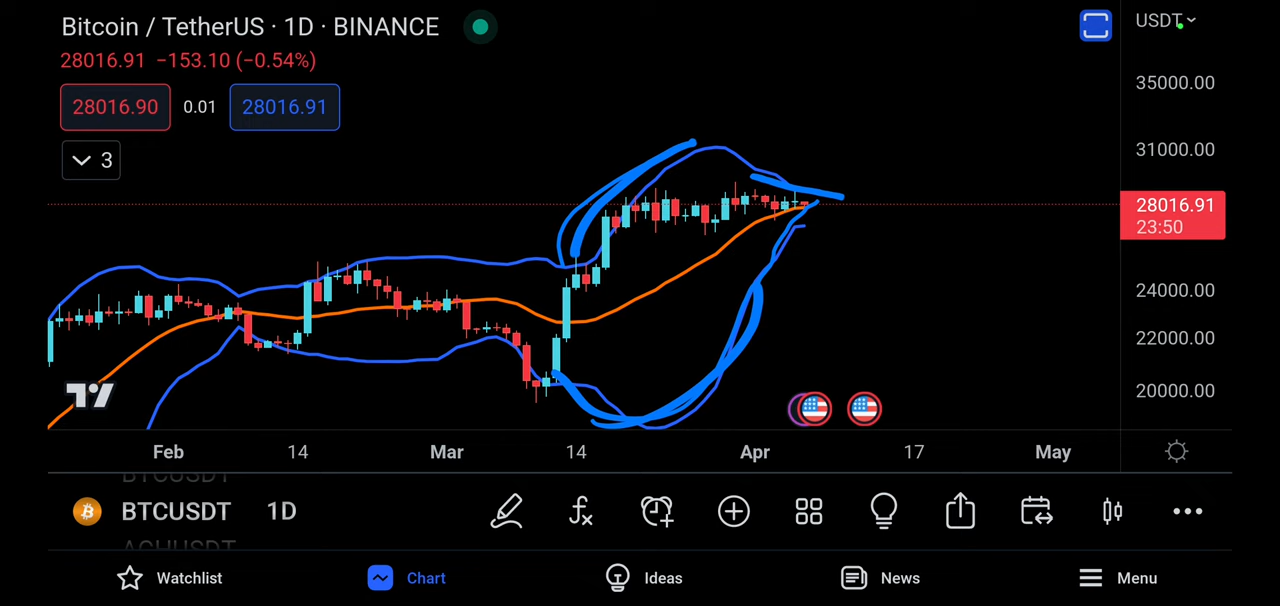 Bitcoin / TetherUS · 1D · BINANCE
USDT
28016.91 −153.10 (−0.54%)
35000.00
28016.90 0.01 28016.91
31000.00
3
28016.91
23:50
24000.00
22000.00
20000.00
Feb 14 Mar 14 Apr 17 May
BTCUSDT
BTCUSDT 1D
Watchlist Chart Ideas News Menu